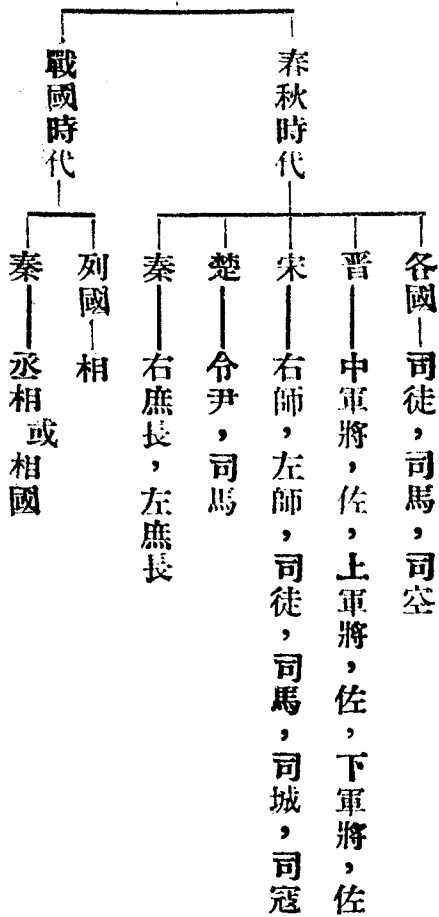 春秋時代
各國—司徒,司馬,司空
晋—中軍將,佐,上軍將,佐,下軍將,佐
宋—右師,左師,司徒,司馬,司城,司寇
楚—令尹,司馬
秦—右庶長,左庶長
戰國時代
列國—相
秦—丞相或相國